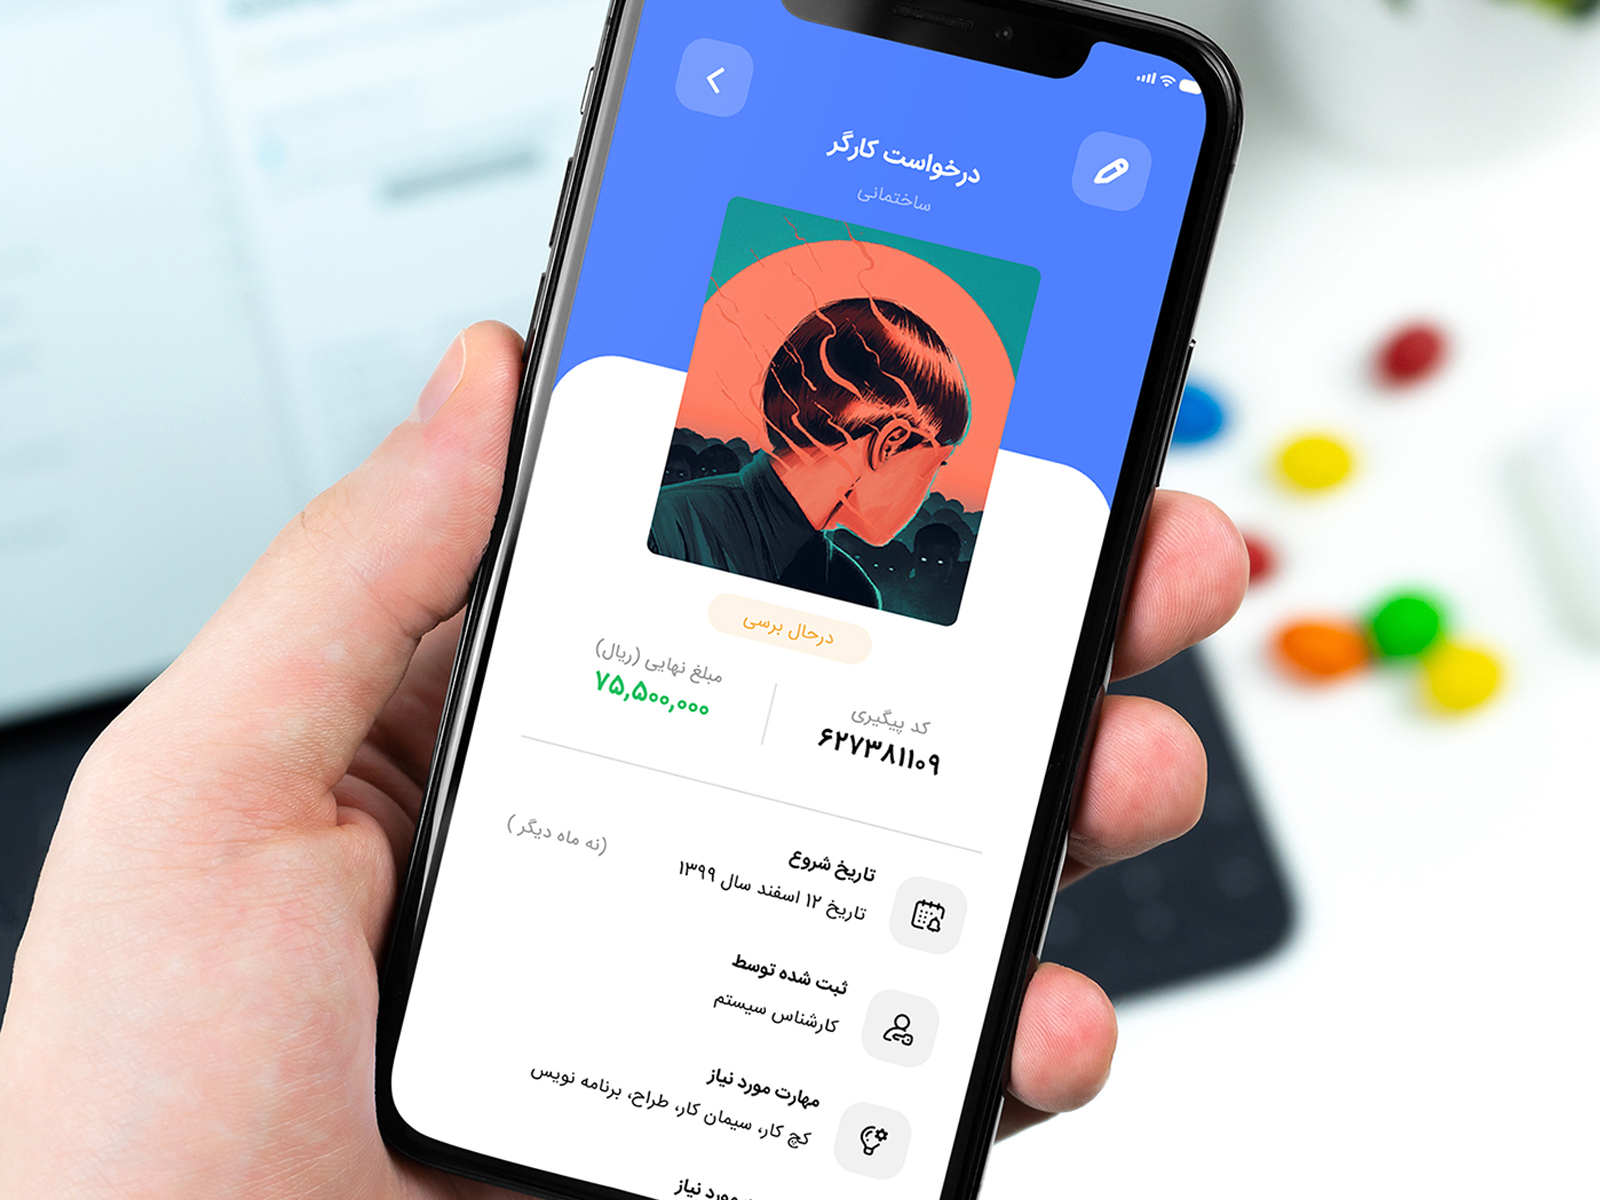 درخواست کارگر
ساختمانی
درحال برسی
کد پیگیری
۶۲۷۳۸۱۱۰۹
مبلغ نهایی (ریال)
۷۵,۵۰۰,۰۰۰
تاریخ شروع
(نه ماه دیگر )
تاریخ ۱۲ اسفند سال ۱۳۹۹
ثبت شده توسط
کارشناس سیستم
مهارت مورد نیاز
کچ کار، سیمان کار، طراح، برنامه نویس
مورد نیاز